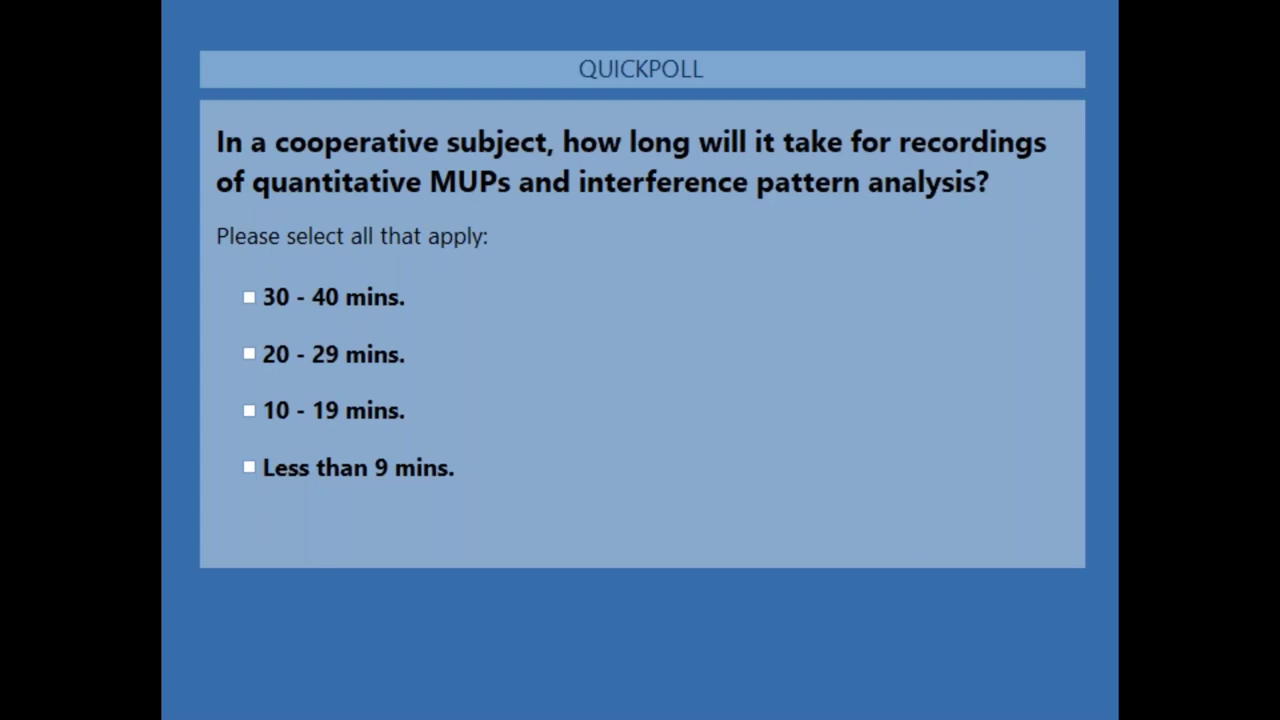 QUICKPOLL
In a cooperative subject, how long will it take for recordings
of quantitative MUPs and interference pattern analysis?
Please select all that apply:
30 - 40 mins.
20 - 29 mins.
10 - 19 mins.
Less than 9 mins.